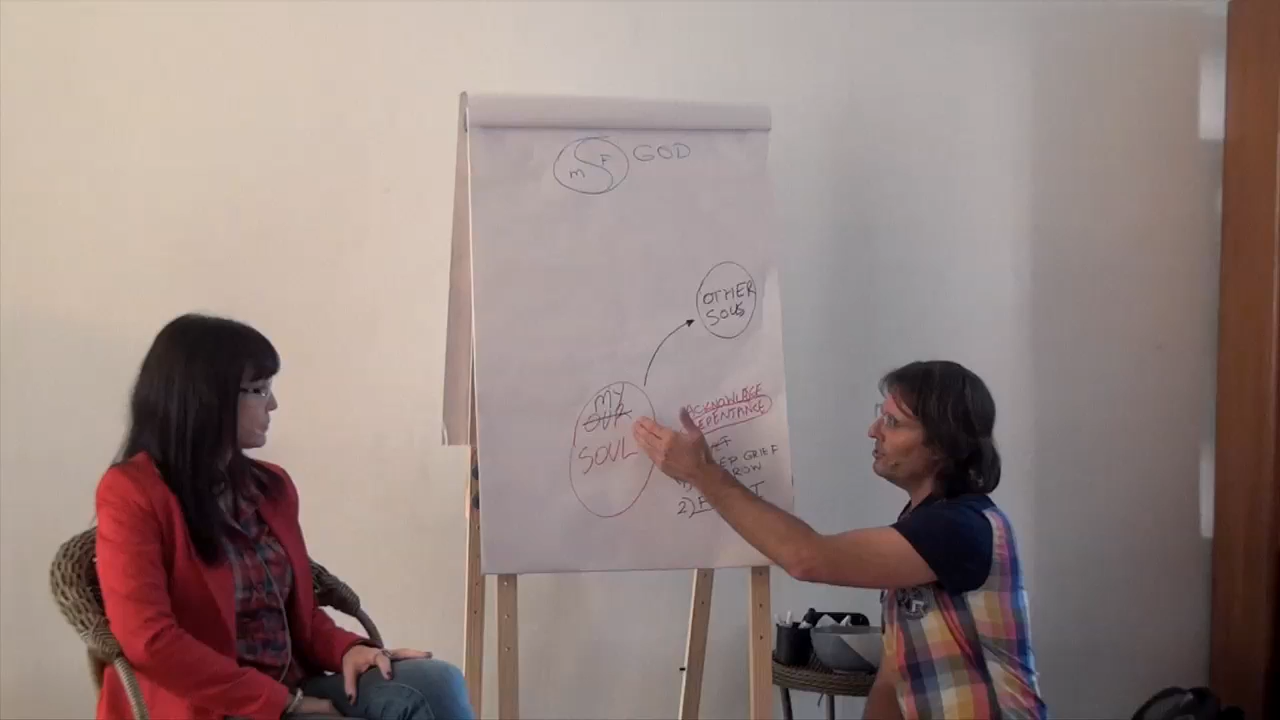 M F GOD
OTHER
SOULS
MY
OUR
SOUL
ACKNOWLEDGE
REPENTANCE
GRIEF
2)